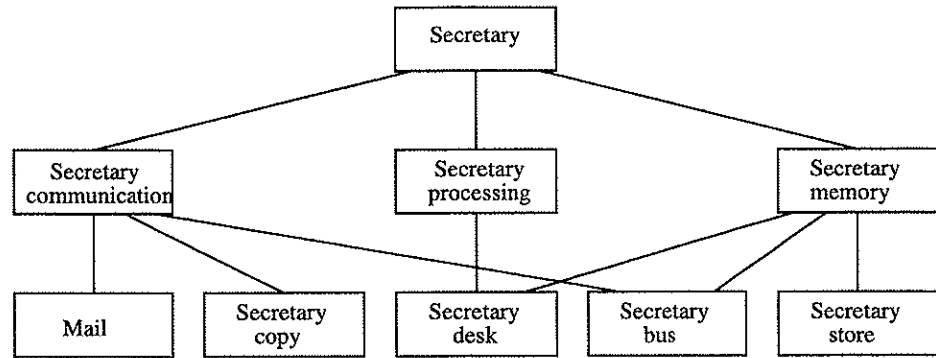 Secretary
Secretary
communication
Secretary
processing
Secretary
memory
Mail
Secretary
copy
Secretary
desk
Secretary
bus
Secretary
store